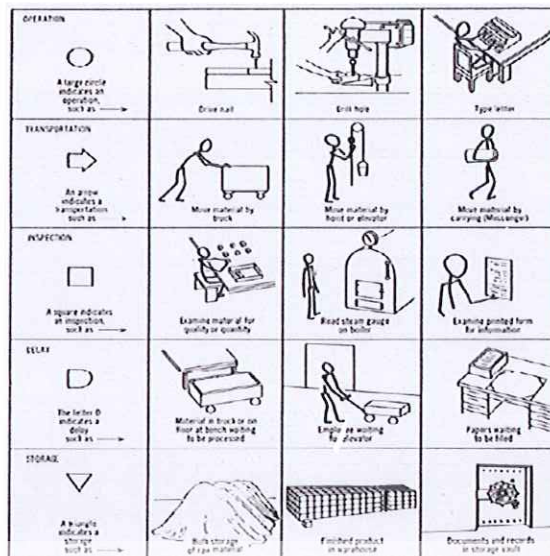 OPERATION
A large circle
indicates an
operation,
such as
Drive nail
Drill hole
Type letter
TRANSPORTATION
An arrow
indicates a
transportation
such as
Move material by
truck
Move material by
hoist or elevator
Move material by
carrying (Messenger)
INSPECTION
A square indicates
an inspection,
such as
Examine material for
quality or quantity
Read steam gauge
on boiler
Examine printed form
for information
DELAY
The letter D
indicates a
delay
such as
Material in truck or on
floor at bench waiting
to be processed
Employee waiting
for elevator
Papers waiting
to be filed
STORAGE
A triangle
indicates a
storage
such as
Bulk storage
of raw material
Finished product
in warehouse
Documents and records
in storage vault